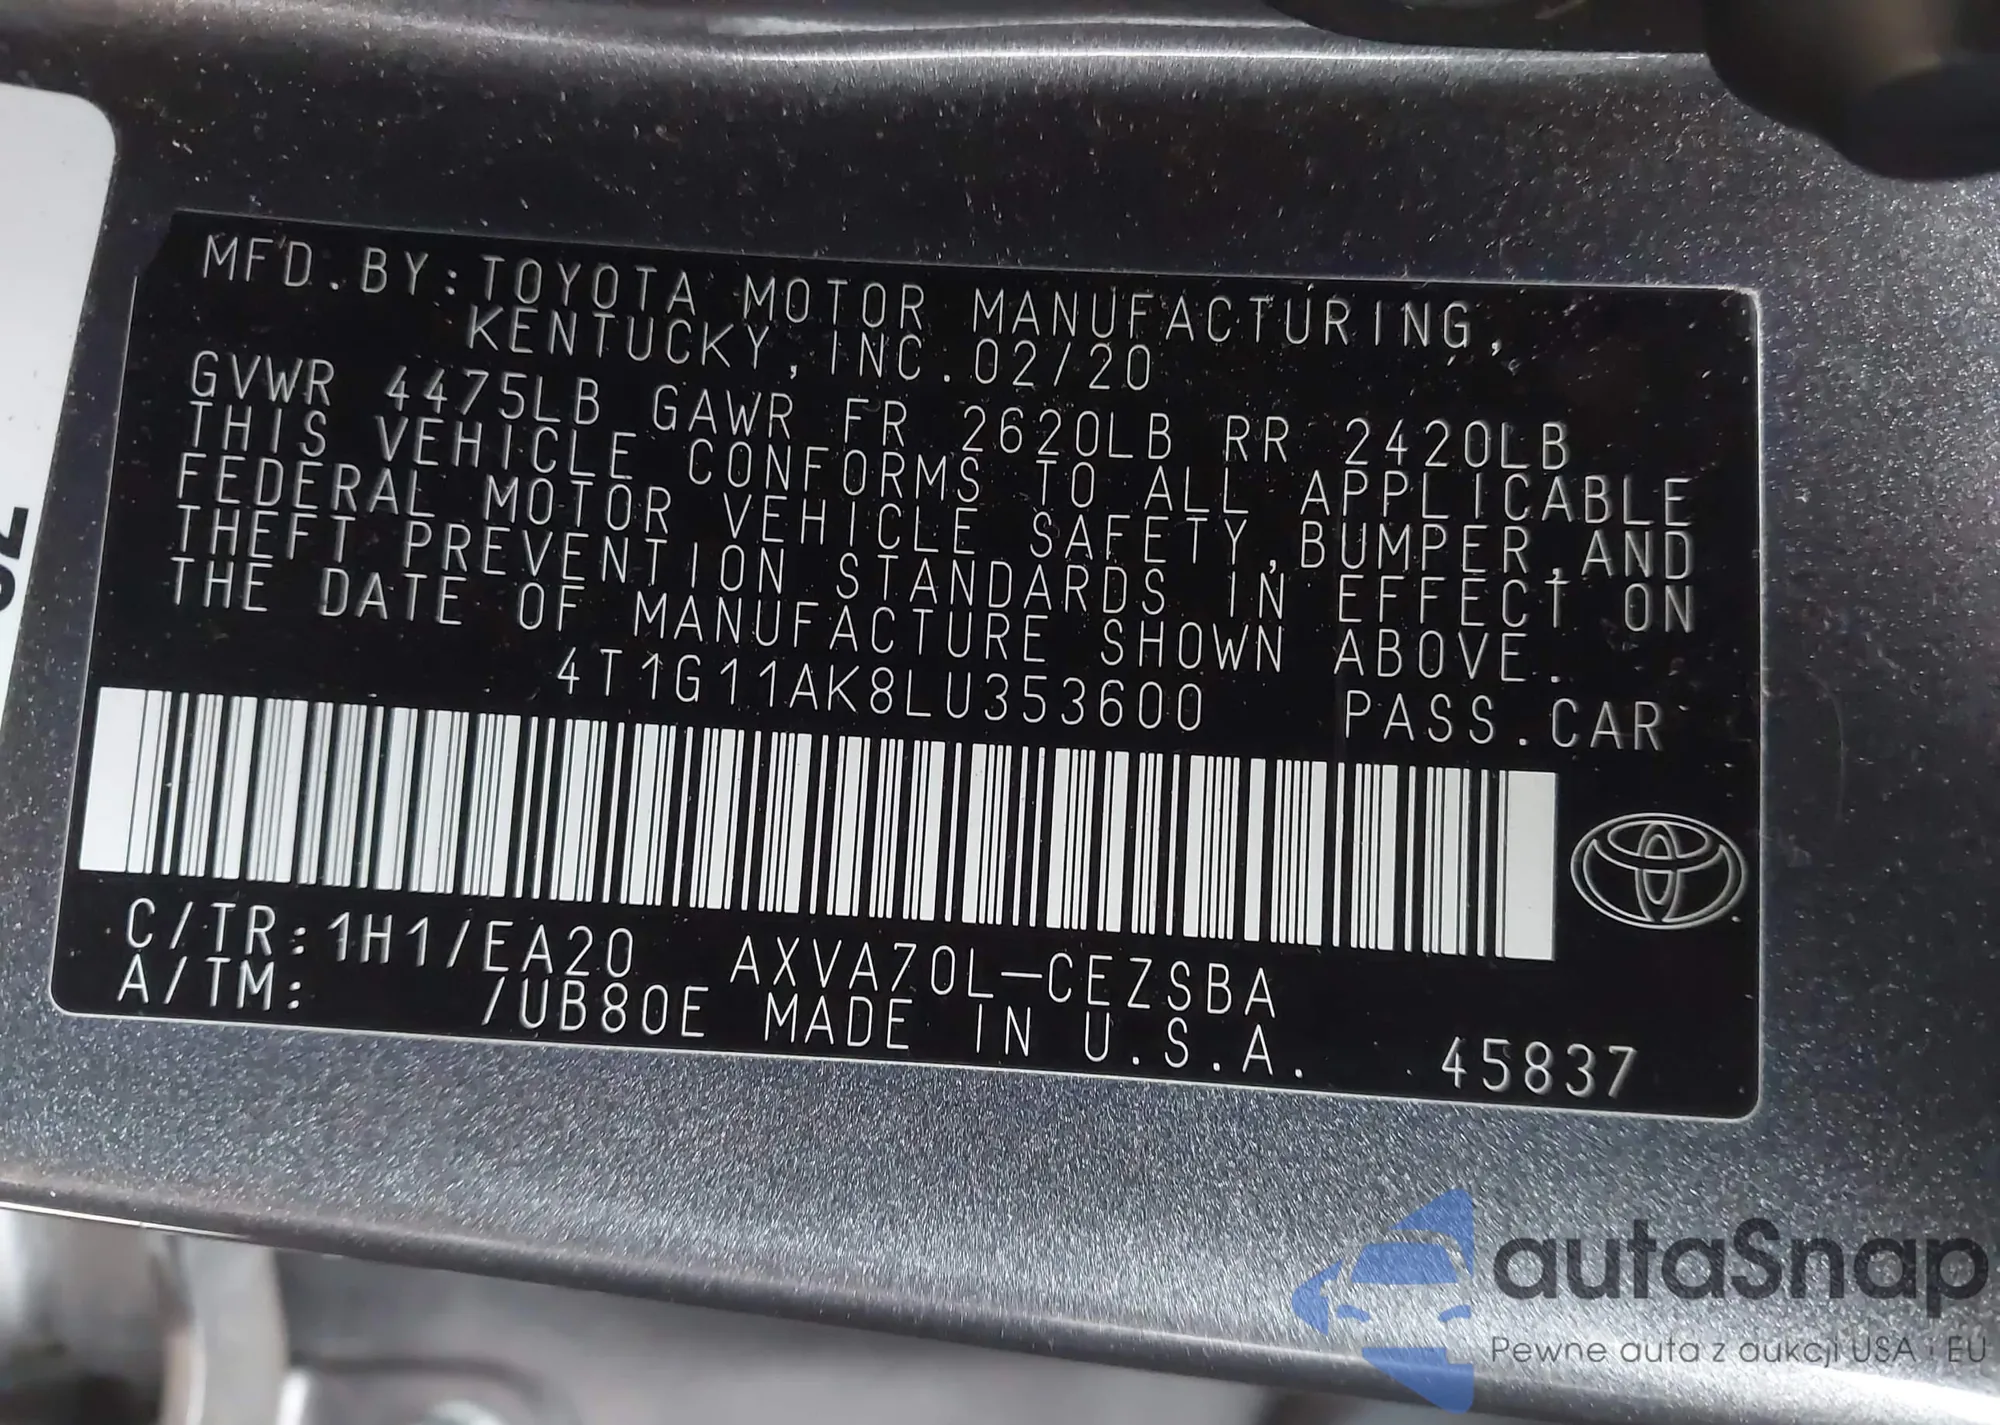 MFD.BY:TOYOTA MOTOR MANUFACTURING,
KENTUCKY, INC.02/20
GVWR 4475LB GAWR FR 2620LB RR 2420LB
THIS VEHICLE CONFORMS TO ALL APPLICABLE
FEDERAL MOTOR VEHICLE SAFETY,BUMPER,AND
THEFT PREVENTION STANDARDS IN EFFECT ON
THE DATE OF MANUFACTURE SHOWN ABOVE.
4T1G11AK8LU353600 PASS.CAR
C/TR:1H1/EA20 AXVA70L-CEZSBA
A/TM: /UB80E MADE IN U.S.A. 45837
autaSnap
Pewne auta z aukcji USA i EU